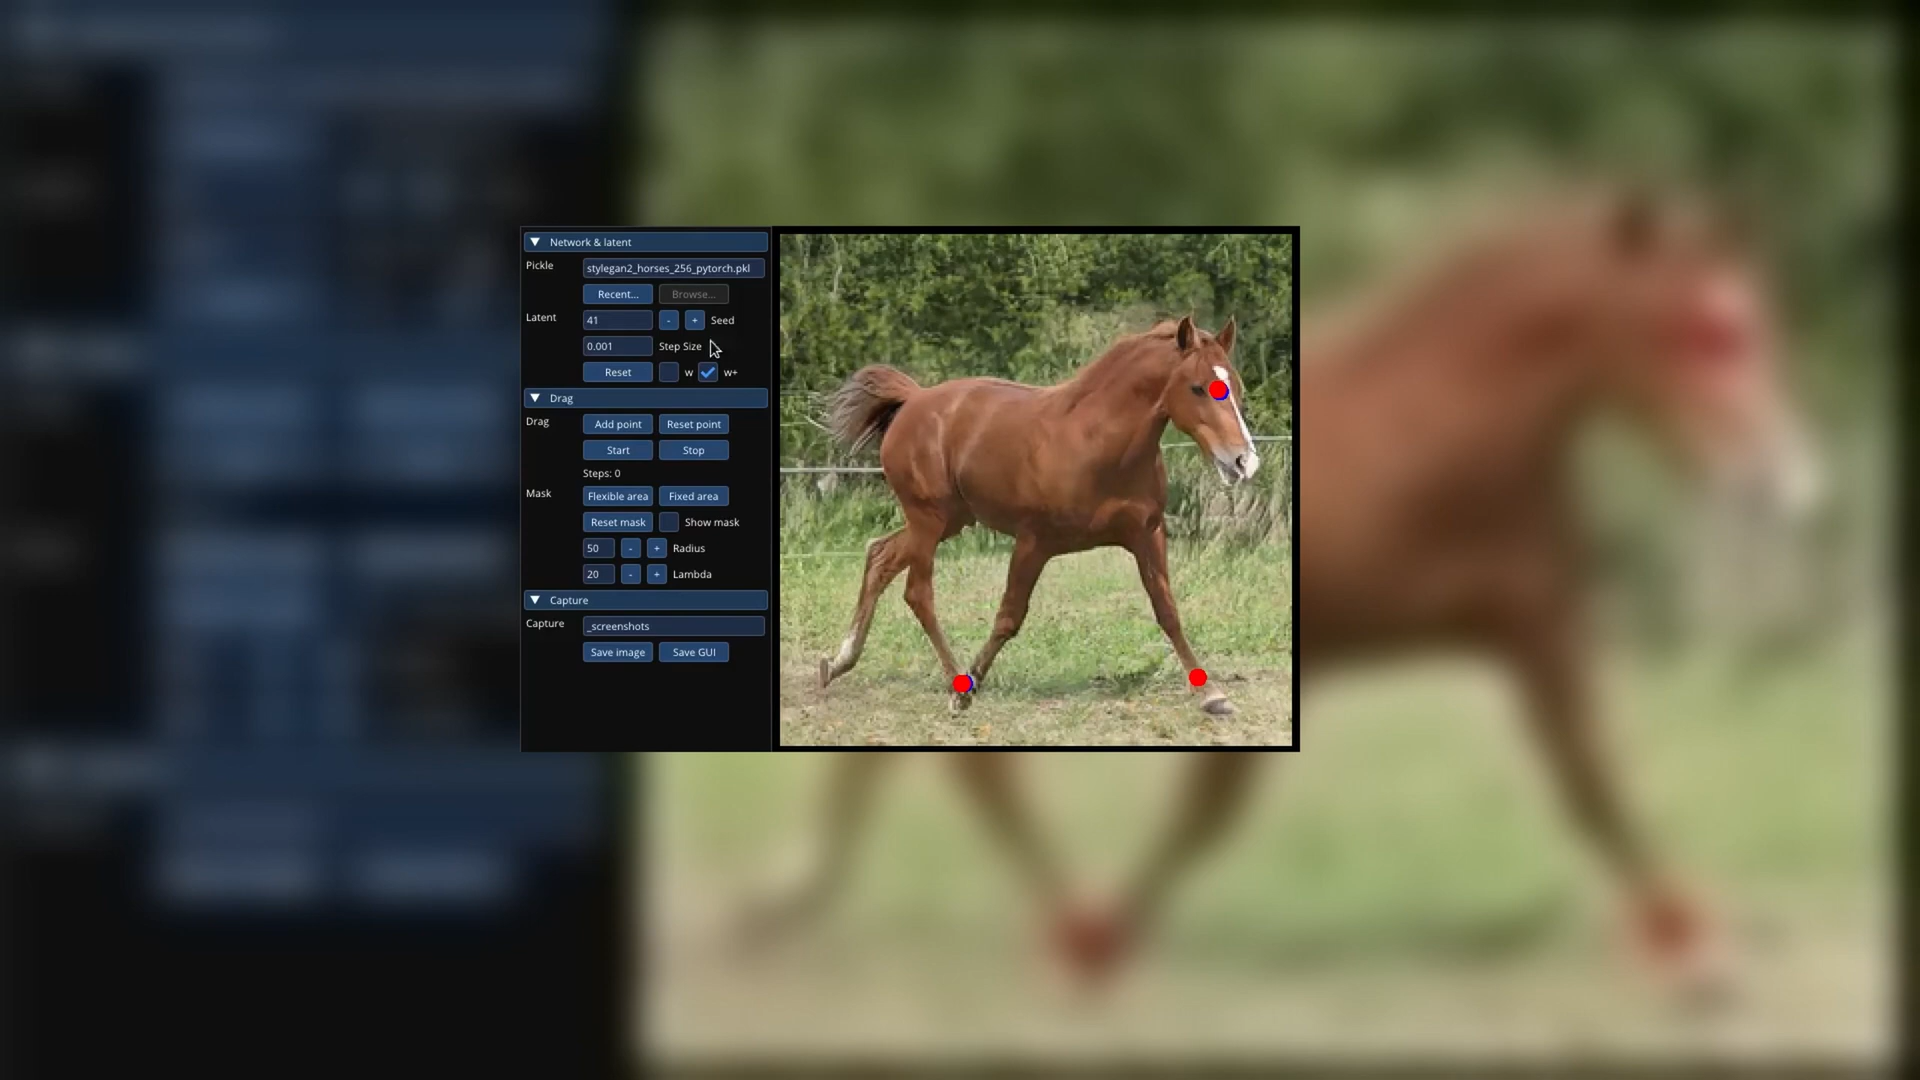 Network & latent
Pickle
stylegan2_horses_256_pytorch.pkl
Recent... Browse...
Latent
41 - + Seed
0.001 Step Size
Reset w w+
Drag
Drag
Add point Reset point
Start Stop
Steps: 0
Mask
Flexible area Fixed area
Reset mask Show mask
50 - + Radius
20 - + Lambda
Capture
Capture
_screenshots
Save image Save GUI